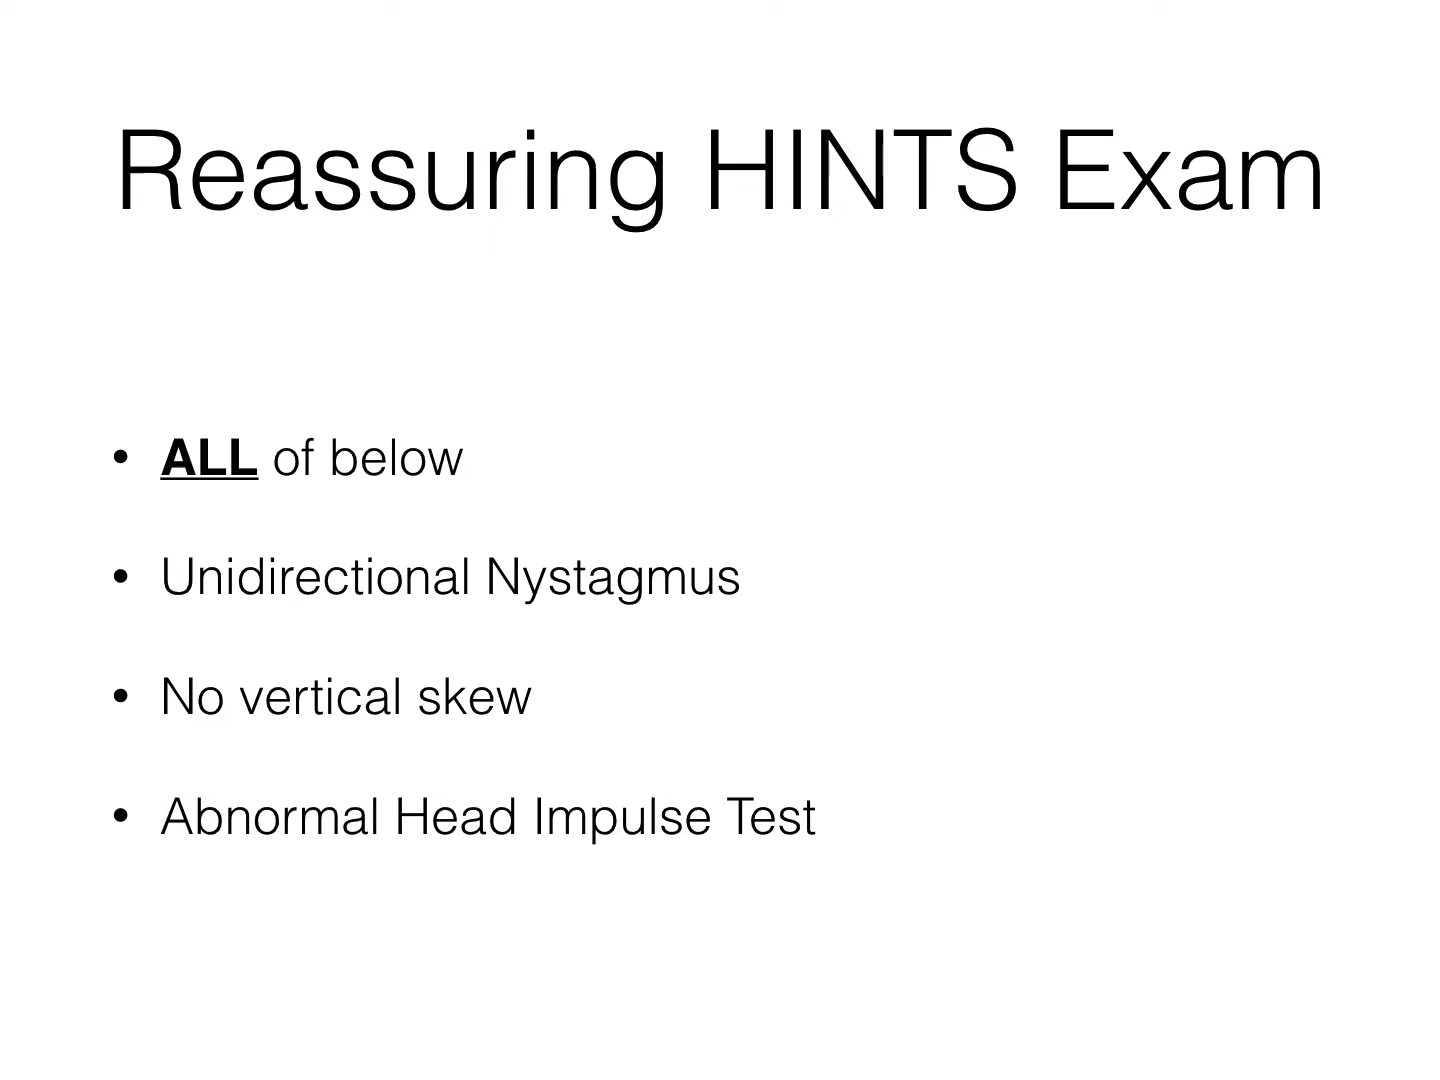 Reassuring HINTS Exam
• ALL of below
• Unidirectional Nystagmus
• No vertical skew
• Abnormal Head Impulse Test